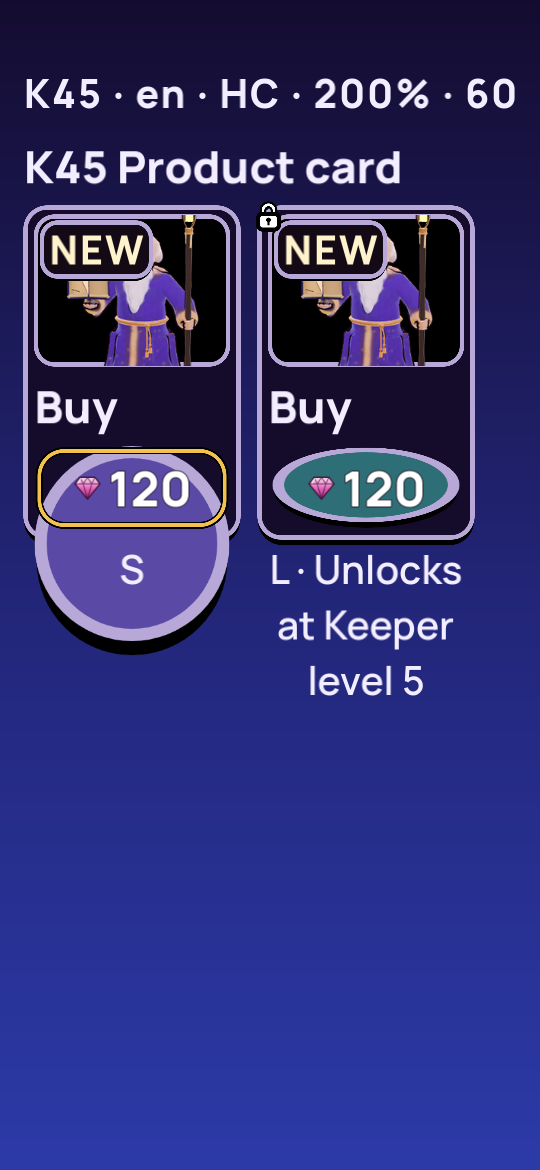 K45 · en · HC · 200% · 60
K45 Product card
NEW
Buy
120
S
NEW
Buy
120
L · Unlocks
at Keeper
level 5